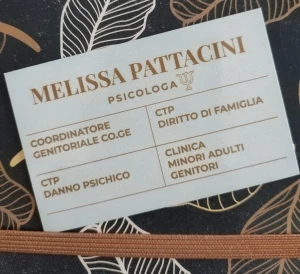 MELISSA PATTACINI
PSICOLOGA
COORDINATORE
GENITORIALE CO.GE
CTP
DIRITTO DI FAMIGLIA
CTP
DANNO PSICHICO
CLINICA
MINORI ADULTI
GENITORI